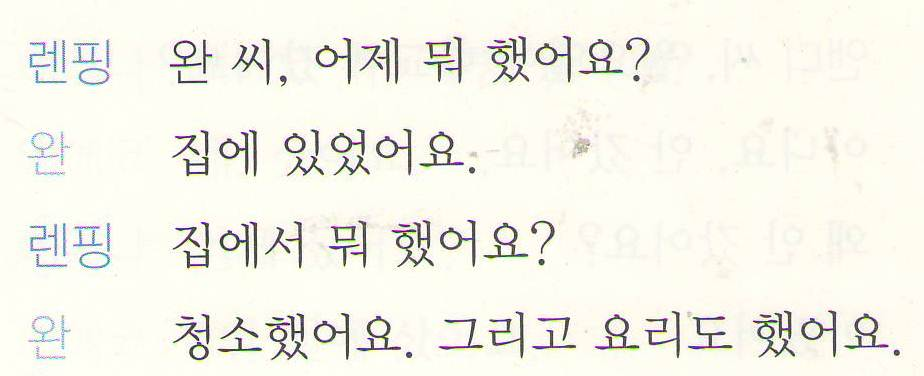 렌핑 완 씨, 어제 뭐 했어요?
완 집에 있었어요.
렌핑 집에서 뭐 했어요?
완 청소했어요. 그리고 요리도 했어요.